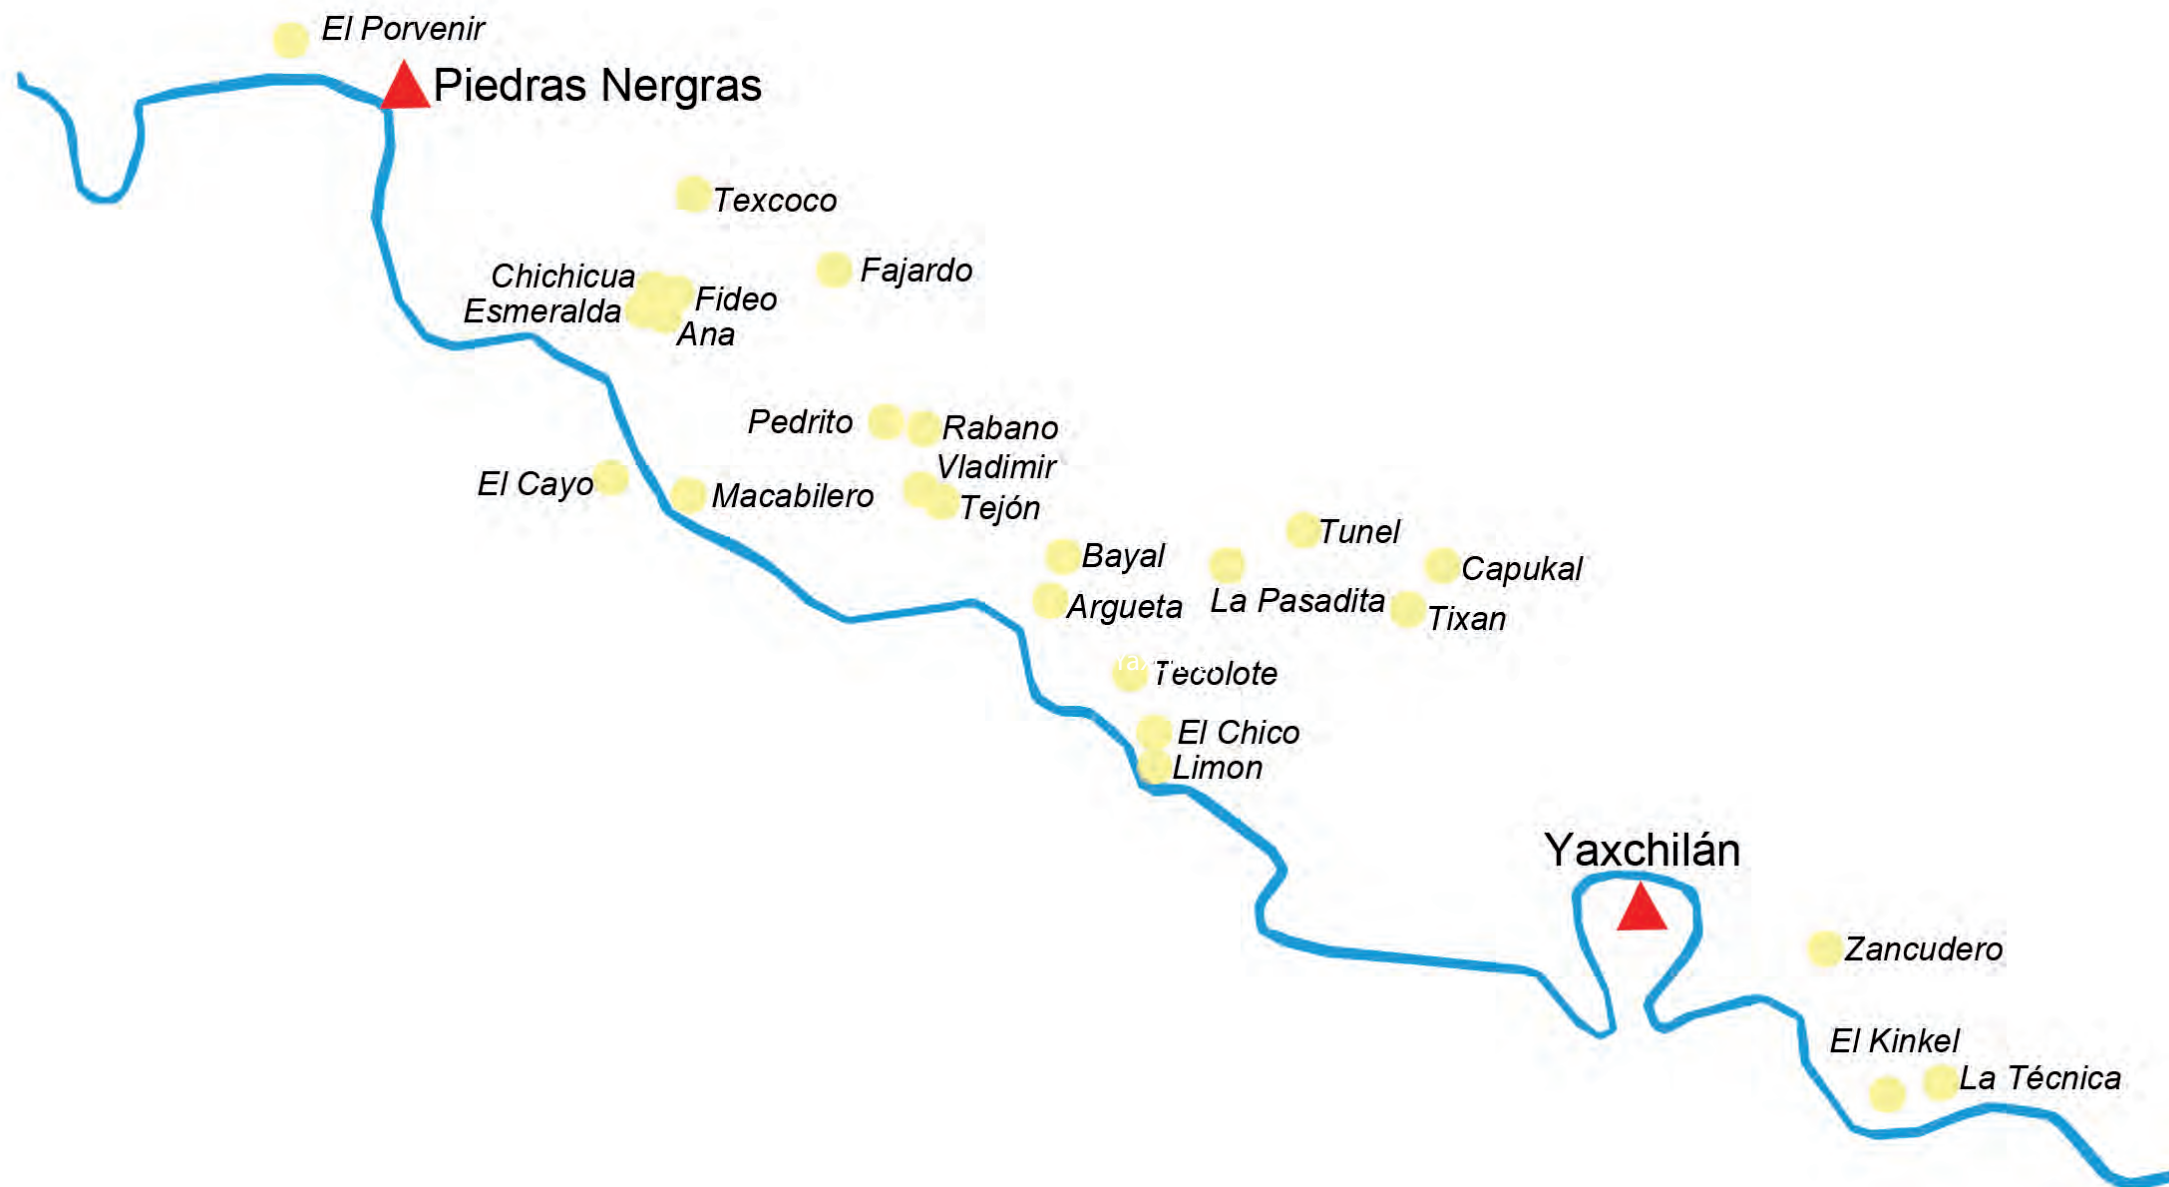 El Porvenir
Piedras Nergras
Texcoco
Fajardo
Chichicua
Fideo
Esmeralda
Ana
Pedrito
Rabano
Vladimir
El Cayo
Macabilero
Tejón
Tunel
Bayal
Capukal
La Pasadita
Argueta
Tixan
Tecolote
El Chico
Limon
Yaxchilán
Zancudero
El Kinkel
La Técnica